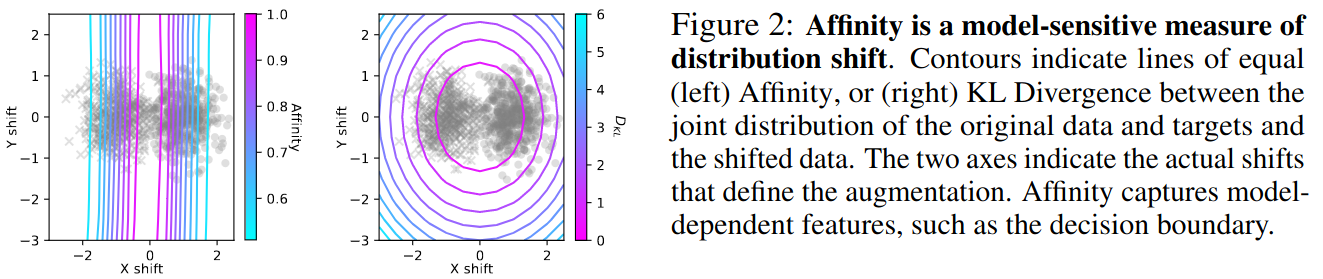 2
1
0
−1
−2
−3
Y shift
−2
0
2
X shift
1.0
0.9
0.8
0.7
0.6
Affinity
2
1
0
−1
−2
−3
Y shift
−2
0
2
X shift
6
5
4
3
2
1
0
D_KL
Figure 2: Affinity is a model-sensitive measure of
distribution shift. Contours indicate lines of equal
(left) Affinity, or (right) KL Divergence between the
joint distribution of the original data and targets and
the shifted data. The two axes indicate the actual shifts
that define the augmentation. Affinity captures model-
dependent features, such as the decision boundary.